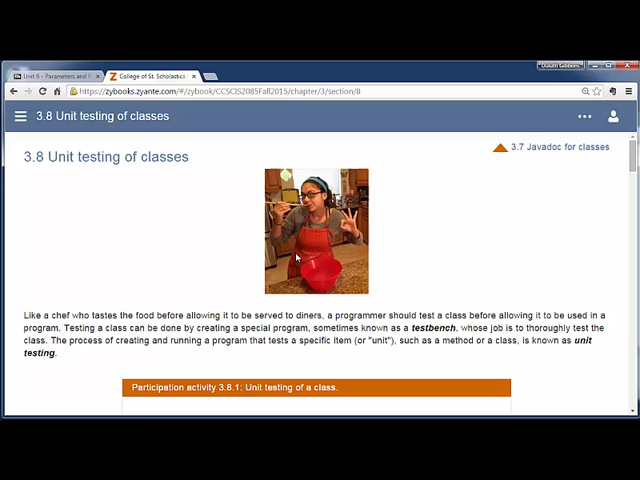 Duluth Gibbons
Unit 6 - Parameters and
College of St. Scholastica
https://zybooks.zyante.com/#/zybook/CCSCIS2085Fall2015/chapter/3/section/8
3.8 Unit testing of classes
3.8 Unit testing of classes
3.7 Javadoc for classes
Like a chef who tastes the food before allowing it to be served to diners, a programmer should test a class before allowing it to be used in a
program. Testing a class can be done by creating a special program, sometimes known as a testbench, whose job is to thoroughly test the
class. The process of creating and running a program that tests a specific item (or "unit"), such as a method or a class, is known as unit
testing.
Participation activity 3.8.1: Unit testing of a class.